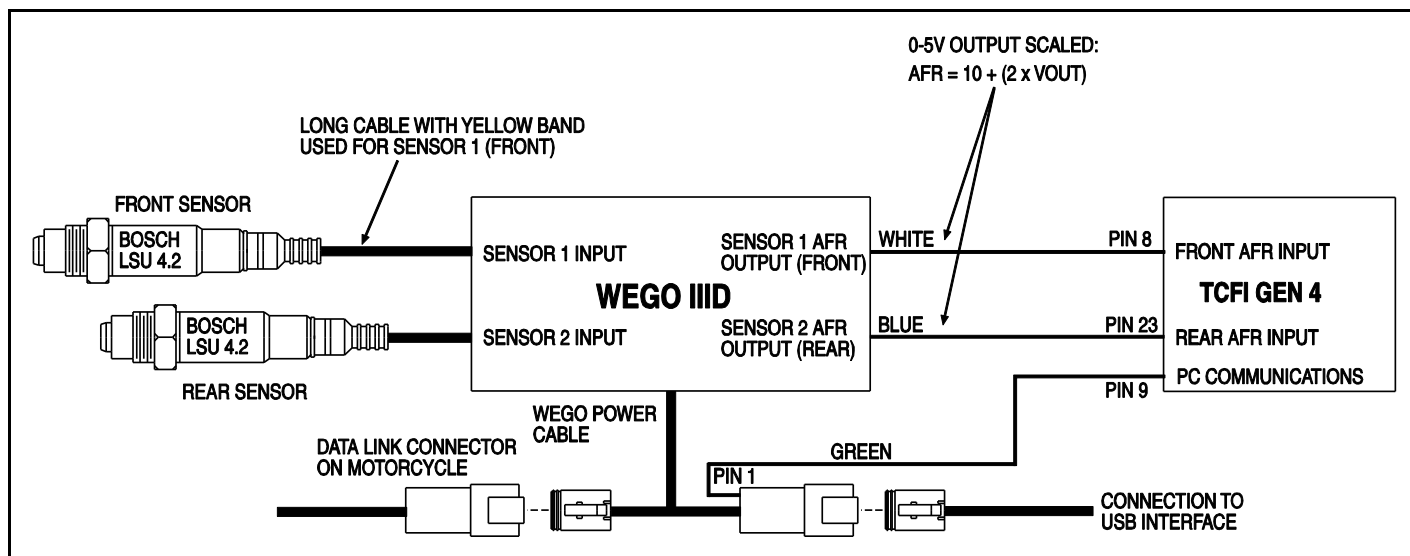 0-5V OUTPUT SCALED:
AFR = 10 + (2 x VOUT)
LONG CABLE WITH YELLOW BAND
USED FOR SENSOR 1 (FRONT)
FRONT SENSOR
BOSCH
LSU 4.2
SENSOR 1 INPUT
SENSOR 1 AFR
OUTPUT (FRONT)
WHITE
PIN 8
FRONT AFR INPUT
WEGO IIID
TCFI GEN 4
BOSCH
LSU 4.2
SENSOR 2 INPUT
SENSOR 2 AFR
OUTPUT (REAR)
BLUE
PIN 23
REAR AFR INPUT
REAR SENSOR
PC COMMUNICATIONS
PIN 9
WEGO POWER
CABLE
DATA LINK CONNECTOR
ON MOTORCYCLE
GREEN
PIN 1
CONNECTION TO
USB INTERFACE